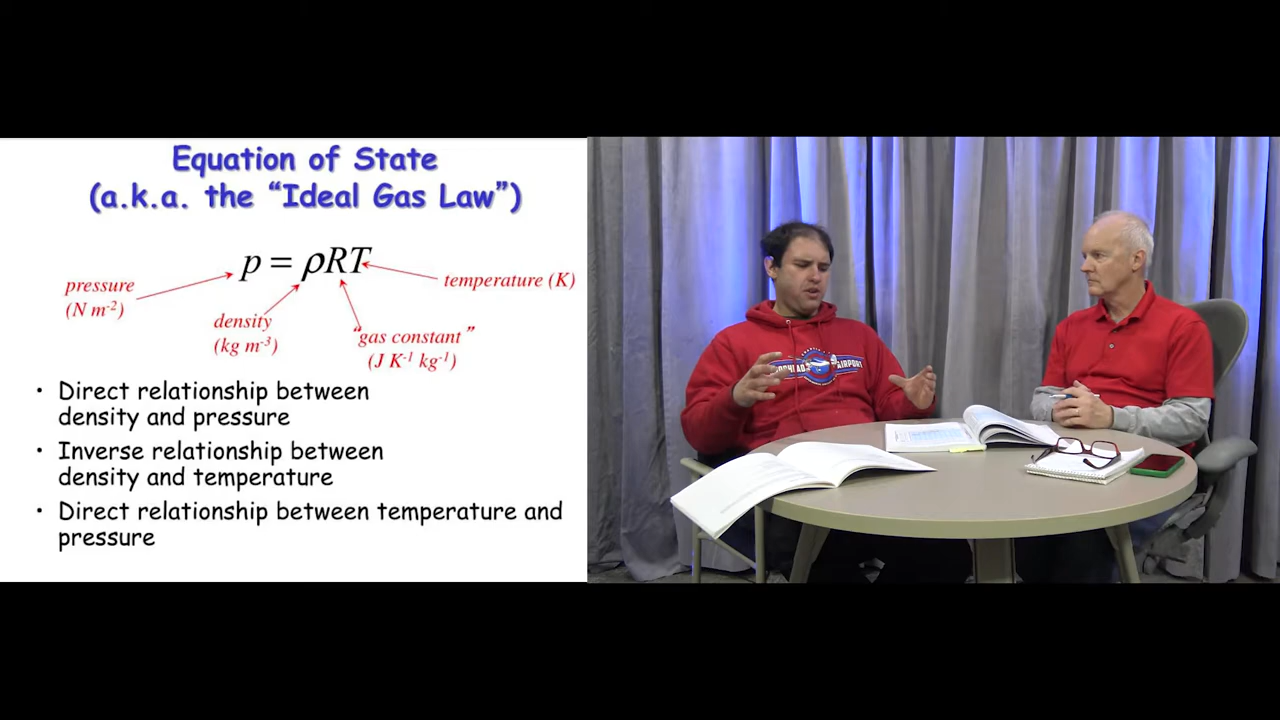 Equation of State
(a.k.a. the “Ideal Gas Law”)
p = ρRT
temperature (K)
pressure
(N m-2)
density
(kg m-3)
“gas constant”
(J K-1 kg-1)
• Direct relationship between
density and pressure
• Inverse relationship between
density and temperature
• Direct relationship between temperature and
pressure
AIRPORT